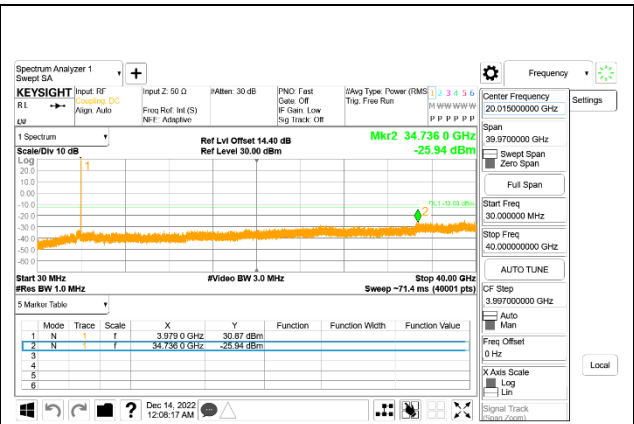 Spectrum Analyzer 1
Swept SA
Frequency
KEYSIGHT
RL
Input: RF
Coupling: DC
Align: Auto
Input Z: 50 Ω
Freq Ref: Int (S)
NFE: Adaptive
#Atten: 30 dB
PNO: Fast
Gate: Off
IF Gain: Low
Sig Track: Off
#Avg Type: Power (RMS
Trig: Free Run
1 2 3 4 5 6
M W W W W W
P P P P P P
Center Frequency
20.015000000 GHz
Settings
Span
39.9700000 GHz
Swept Span
Zero Span
Full Span
Start Freq
30.000000 MHz
Stop Freq
40.000000000 GHz
AUTO TUNE
CF Step
3.997000000 GHz
Auto
Man
Freq Offset
0 Hz
X Axis Scale
Log
Lin
Signal Track
(Span Zoom)
Local
1 Spectrum
Scale/Div 10 dB
Ref Lvl Offset 14.40 dB
Ref Level 30.00 dBm
Mkr2 34.736 0 GHz
-25.94 dBm
Log
20.0
10.0
0.00
-10.0
-20.0
-30.0
-40.0
-50.0
-60.0
1
2
Start 30 MHz
#Res BW 1.0 MHz
#Video BW 3.0 MHz
Stop 40.00 GHz
Sweep ~71.4 ms (40001 pts)
5 Marker Table
Mode Trace Scale X Y Function Function Width Function Value
1 N 1 f 3.979 0 GHz 30.87 dBm
2 N 1 f 34.736 0 GHz -25.94 dBm
3
4
5
6
Dec 14, 2022
12:08:17 AM